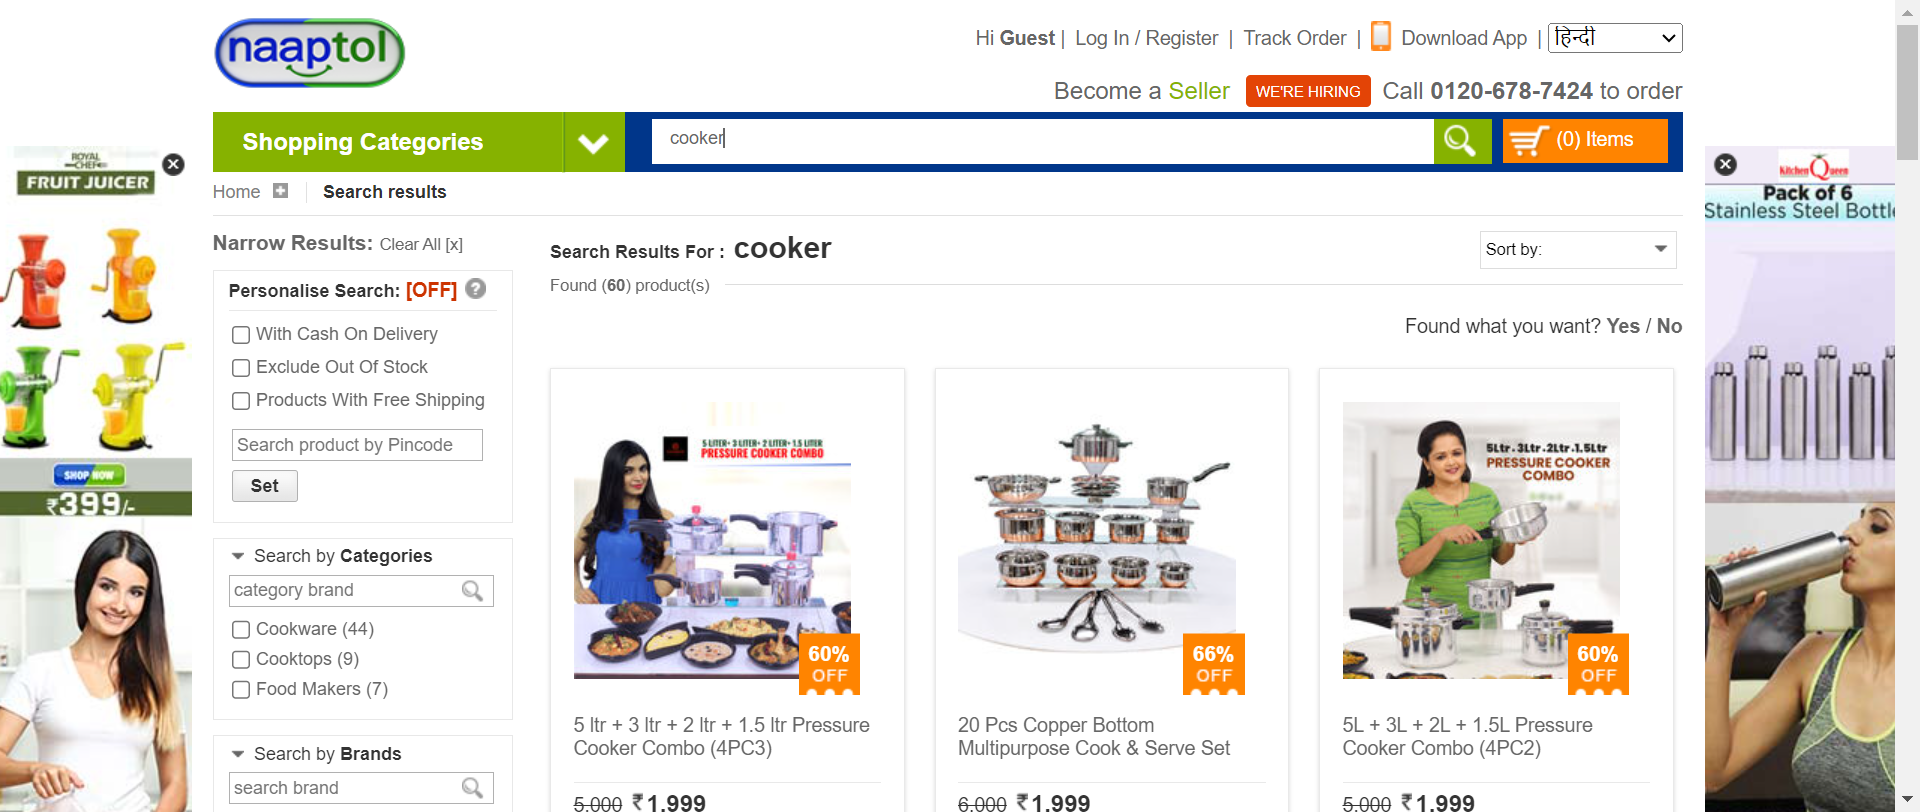 naaptol
Hi Guest | Log In / Register | Track Order | Download App | हिन्दी
Become a Seller WE'RE HIRING Call 0120-678-7424 to order
Shopping Categories
cooker
(0) Items
Home Search results
ROYAL
CHEF
FRUIT JUICER
SHOP NOW
₹399/-
Kitchen Queen
Pack of 6
Stainless Steel Bottle
Narrow Results: Clear All [x]
Personalise Search: [OFF] ?
With Cash On Delivery
Exclude Out Of Stock
Products With Free Shipping
Search product by Pincode
Set
Search by Categories
category brand
Cookware (44)
Cooktops (9)
Food Makers (7)
Search by Brands
search brand
Search Results For : cooker
Sort by:
Found (60) product(s)
Found what you want? Yes / No
5 LITER+ 3 LITER+ 2 LITER+ 1.5 LITER
PRESSURE COOKER COMBO
60%
OFF
5 ltr + 3 ltr + 2 ltr + 1.5 ltr Pressure
Cooker Combo (4PC3)
5,000 ₹1,999
66%
OFF
20 Pcs Copper Bottom
Multipurpose Cook & Serve Set
6,000 ₹1,999
5Ltr.3Ltr.2Ltr.1.5Ltr
PRESSURE COOKER
COMBO
60%
OFF
5L + 3L + 2L + 1.5L Pressure
Cooker Combo (4PC2)
5,000 ₹1,999